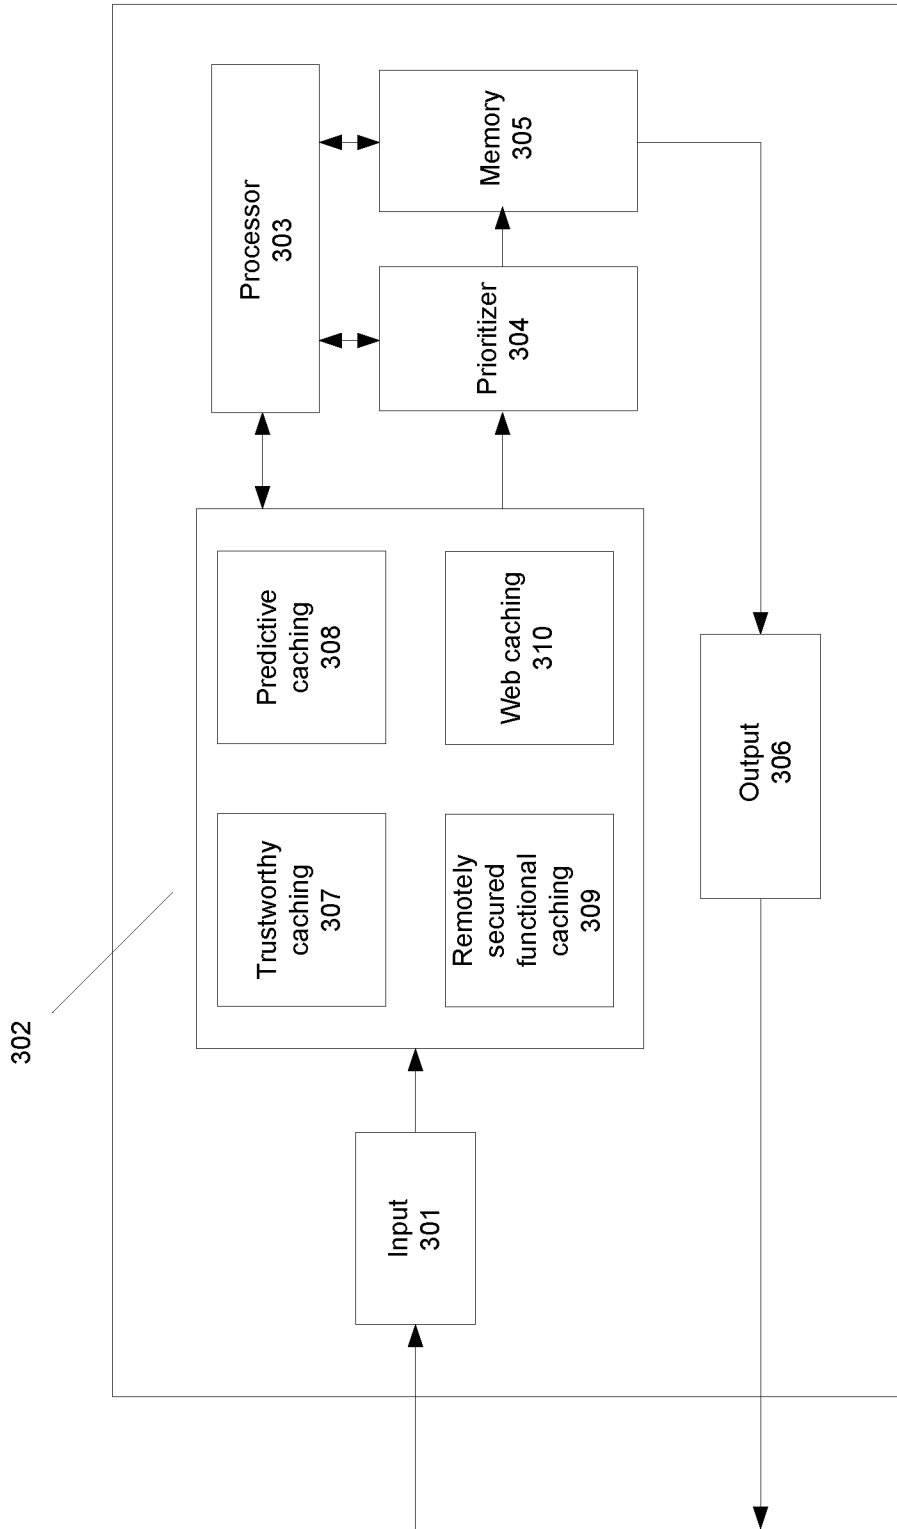 302
Input
301
Trustworthy
caching
307
Predictive
caching
308
Remotely
secured
functional
caching
309
Web caching
310
Processor
303
Prioritizer
304
Memory
305
Output
306